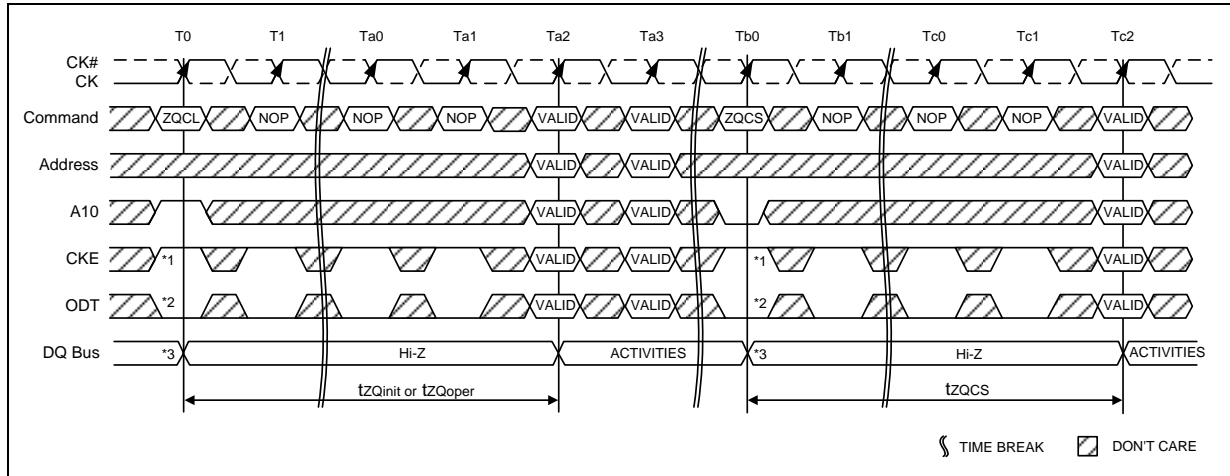 T0 T1 Ta0 Ta1 Ta2 Ta3 Tb0 Tb1 Tc0 Tc1 Tc2
CK#
CK
Command ZQCL NOP NOP NOP VALID VALID ZQCS NOP NOP NOP VALID
Address VALID VALID VALID
A10 VALID VALID VALID
CKE *1 VALID VALID *1 VALID
ODT *2 VALID VALID *2 VALID
DQ Bus *3 Hi-Z ACTIVITIES *3 Hi-Z ACTIVITIES
tZQinit or tZQoper tZQCS
TIME BREAK DON'T CARE